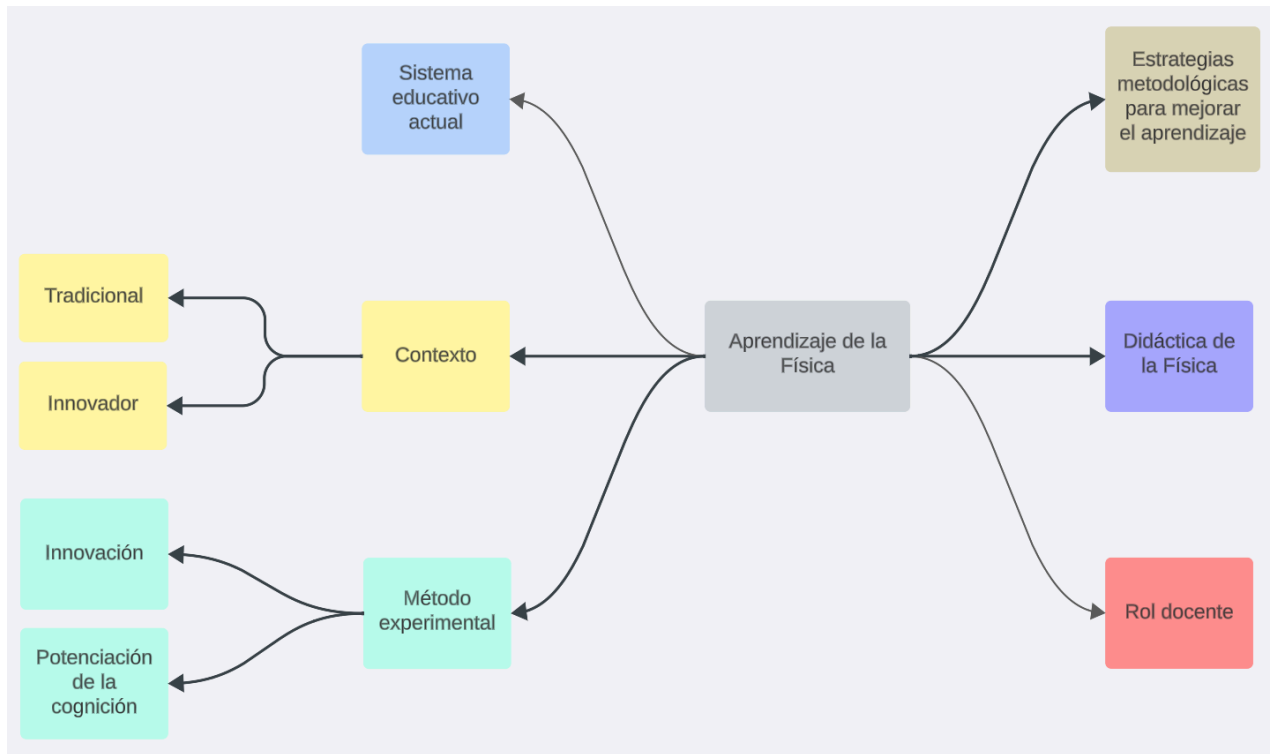 Sistema
educativo
actual
Estrategias
metodológicas
para mejorar
el aprendizaje
Tradicional
Innovador
Contexto
Aprendizaje de la
Física
Didáctica de
la Física
Innovación
Potenciación
de la
cognición
Método
experimental
Rol docente